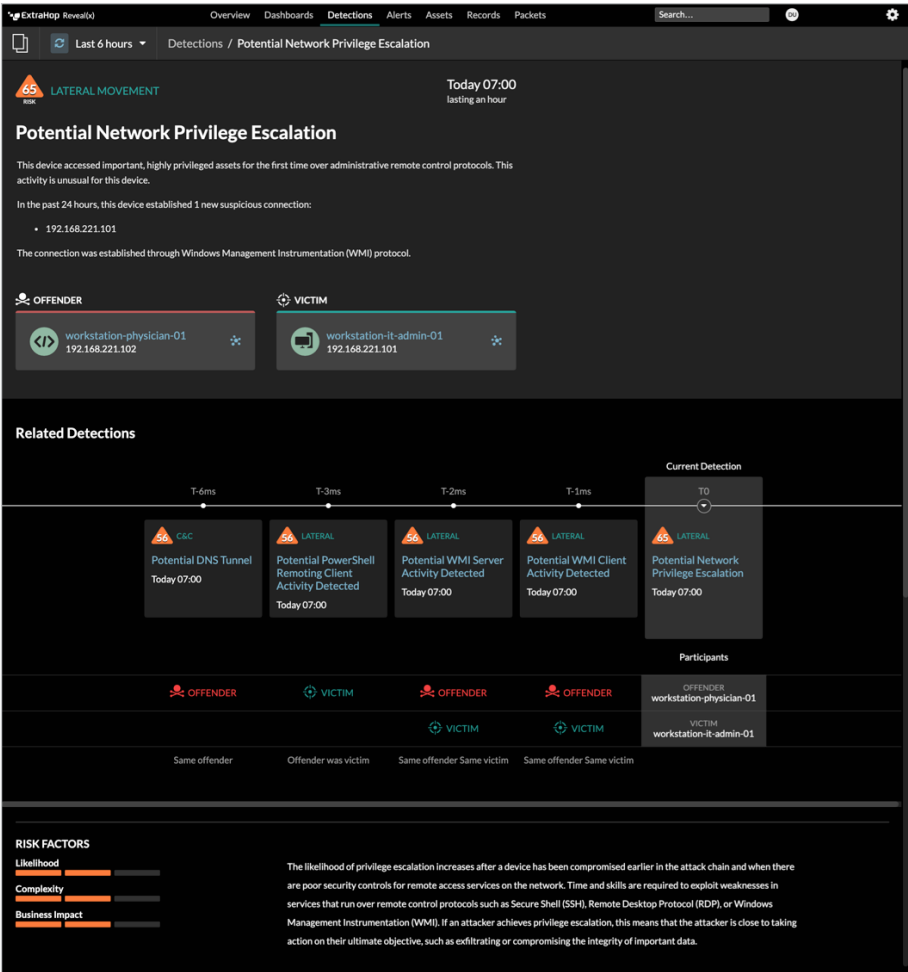 ExtraHop Reveal(x) Overview Dashboards Detections Alerts Assets Records Packets Search... DU
Last 6 hours Detections / Potential Network Privilege Escalation
65
RISK
LATERAL MOVEMENT
Today 07:00
lasting an hour
Potential Network Privilege Escalation
This device accessed important, highly privileged assets for the first time over administrative remote control protocols. This
activity is unusual for this device.
In the past 24 hours, this device established 1 new suspicious connection:
• 192.168.221.101
The connection was established through Windows Management Instrumentation (WMI) protocol.
OFFENDER
workstation-physician-01
192.168.221.102
VICTIM
workstation-it-admin-01
192.168.221.101
Related Detections
Current Detection
T-6ms T-3ms T-2ms T-1ms T0
56 C&C
Potential DNS Tunnel
Today 07:00
56 LATERAL
Potential PowerShell
Remoting Client
Activity Detected
Today 07:00
56 LATERAL
Potential WMI Server
Activity Detected
Today 07:00
56 LATERAL
Potential WMI Client
Activity Detected
Today 07:00
65 LATERAL
Potential Network
Privilege Escalation
Today 07:00
Participants
OFFENDER VICTIM OFFENDER OFFENDER
OFFENDER
workstation-physician-01
VICTIM VICTIM
VICTIM
workstation-it-admin-01
Same offender Offender was victim Same offender Same victim Same offender Same victim
RISK FACTORS
Likelihood
Complexity
Business Impact
The likelihood of privilege escalation increases after a device has been compromised earlier in the attack chain and when there
are poor security controls for remote access services on the network. Time and skills are required to exploit weaknesses in
services that run over remote control protocols such as Secure Shell (SSH), Remote Desktop Protocol (RDP), or Windows
Management Instrumentation (WMI). If an attacker achieves privilege escalation, this means that the attacker is close to taking
action on their ultimate objective, such as exfiltrating or compromising the integrity of important data.